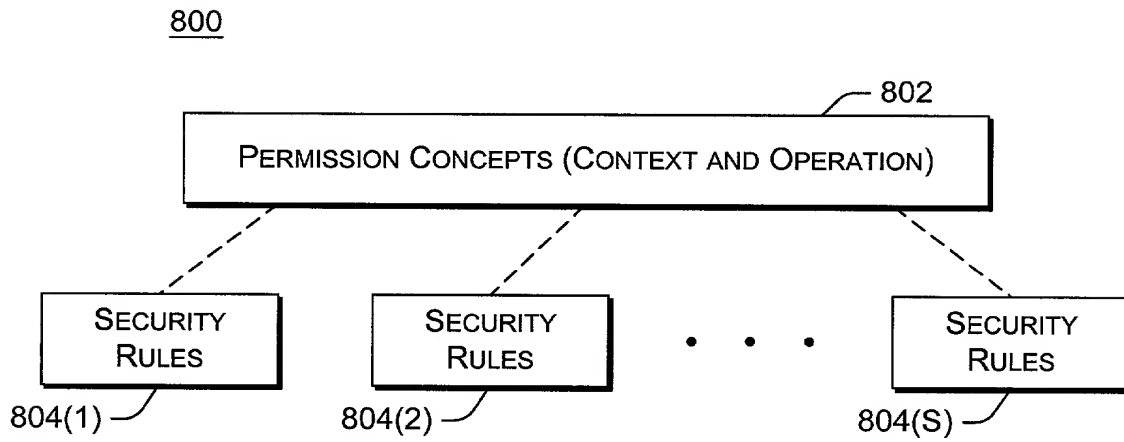 800
802
PERMISSION CONCEPTS (CONTEXT AND OPERATION)
SECURITY
RULES
SECURITY
RULES
SECURITY
RULES
804(1)
804(2)
804(S)